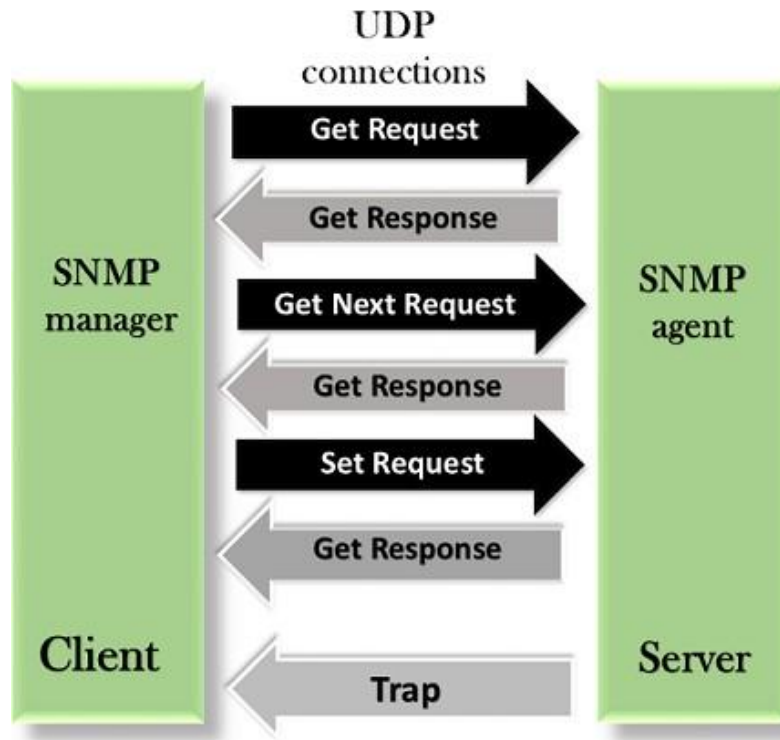 UDP
connections
Get Request
Get Response
SNMP
manager
Get Next Request
SNMP
agent
Get Response
Set Request
Get Response
Client
Trap
Server